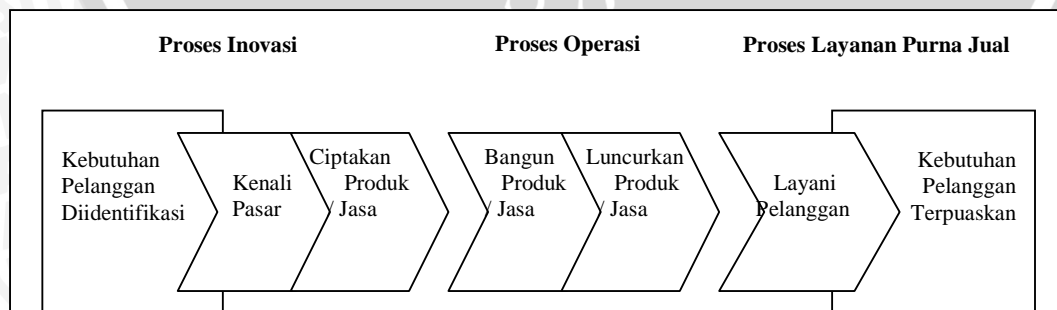 Proses Inovasi
Proses Operasi
Proses Layanan Purna Jual
Kebutuhan
Pelanggan
Diidentifikasi
Kenali
Pasar
Ciptakan
Produk
/ Jasa
Bangun
Produk
/ Jasa
Luncurkan
Produk
/ Jasa
Layani
Pelanggan
Kebutuhan
Pelanggan
Terpuaskan